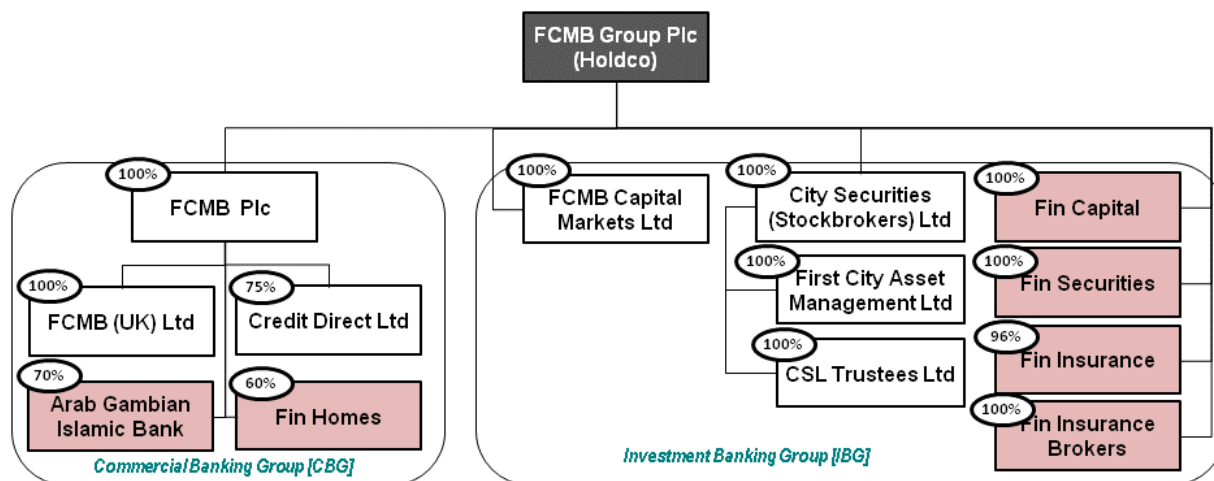 FCMB Group Plc
(Holdco)
100%
FCMB Plc
100%
FCMB (UK) Ltd
75%
Credit Direct Ltd
70%
Arab Gambian
Islamic Bank
60%
Fin Homes
Commercial Banking Group [CBG]
100%
FCMB Capital
Markets Ltd
100%
City Securities
(Stockbrokers) Ltd
100%
First City Asset
Management Ltd
100%
CSL Trustees Ltd
100%
Fin Capital
100%
Fin Securities
96%
Fin Insurance
100%
Fin Insurance
Brokers
Investment Banking Group [IBG]